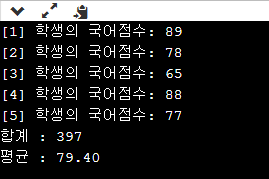 [1] 학생의 국어점수: 89
[2] 학생의 국어점수: 78
[3] 학생의 국어점수: 65
[4] 학생의 국어점수: 88
[5] 학생의 국어점수: 77
합계 : 397
평균 : 79.40